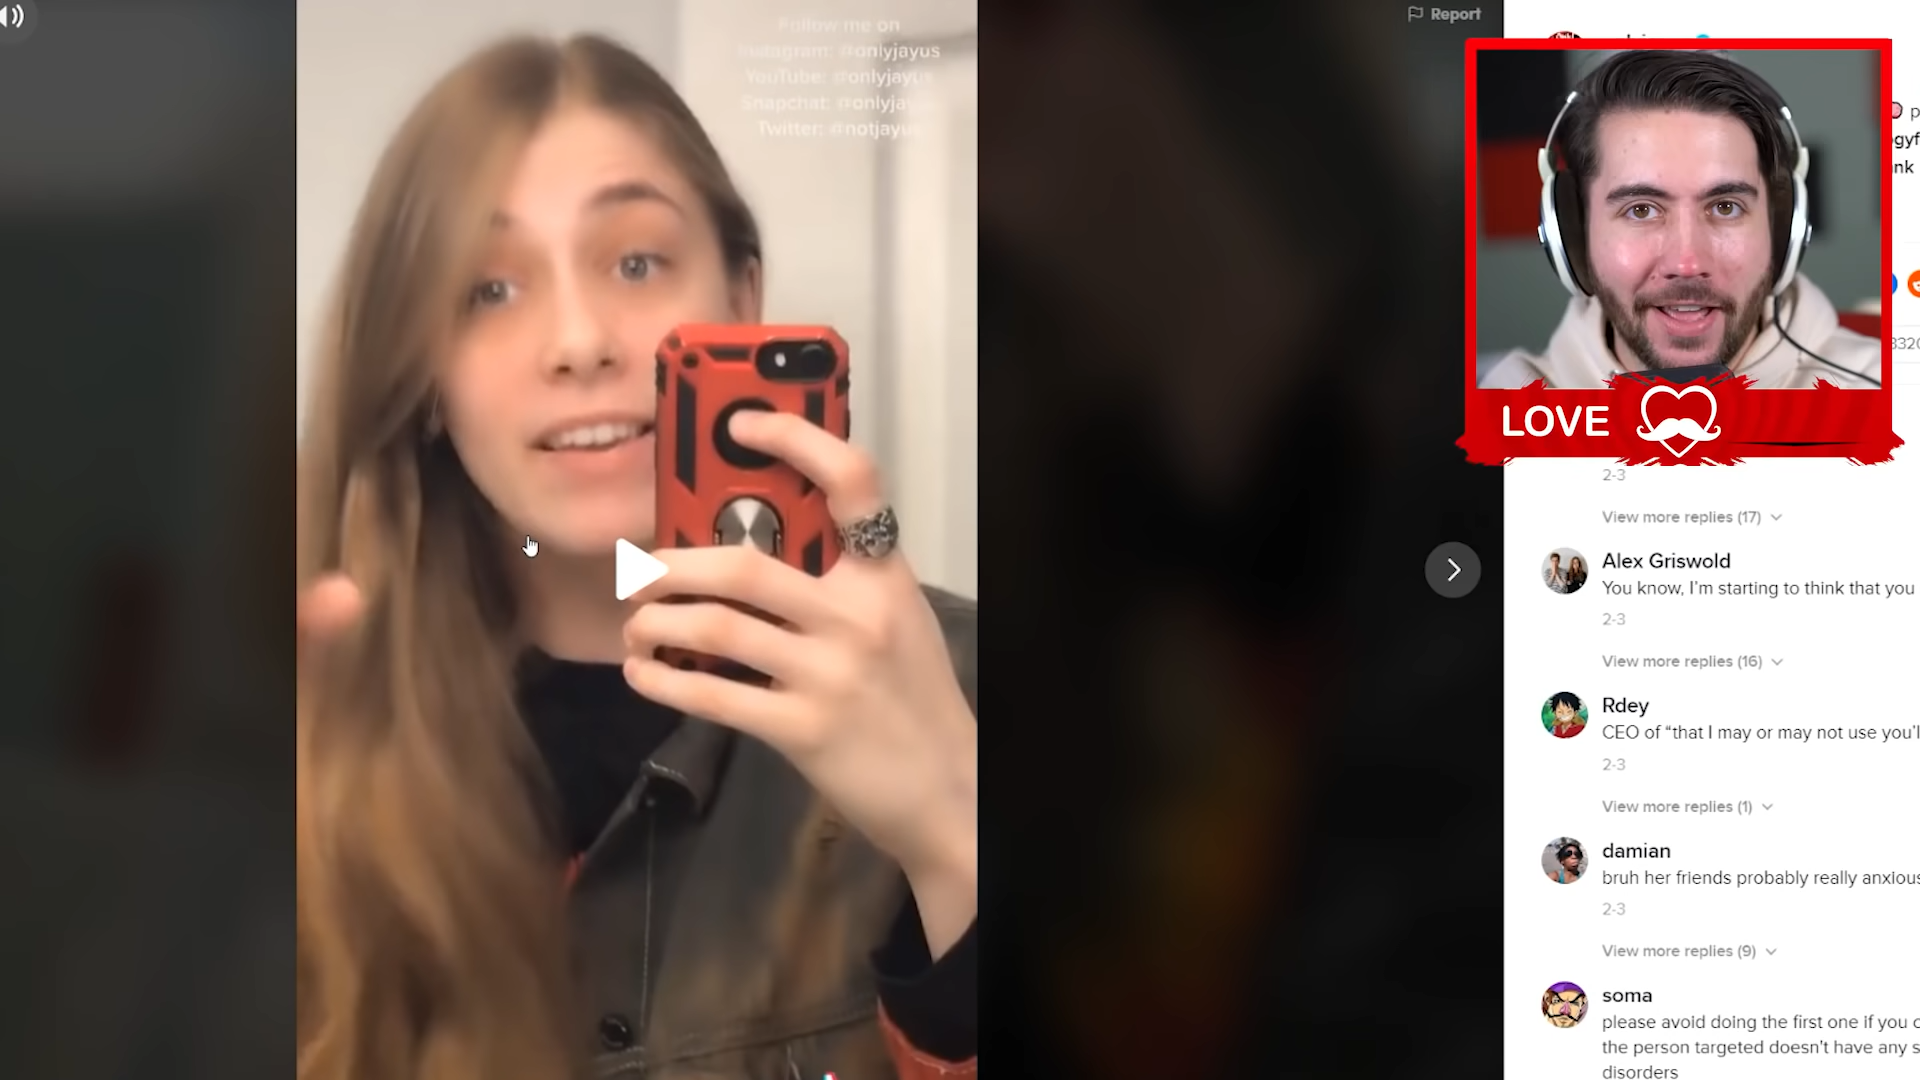 Follow me on
Instagram: @onlyjayus
YouTube: @onlyjayus
Snapchat: @onlyjayus
Twitter: @notjayus
Report
LOVE
2-3
View more replies (17)
Alex Griswold
You know, I'm starting to think that you
2-3
View more replies (16)
Rdey
CEO of “that I may or may not use you'l
2-3
View more replies (1)
damian
bruh her friends probably really anxious
2-3
View more replies (9)
soma
please avoid doing the first one if you c
the person targeted doesn't have any s
disorders